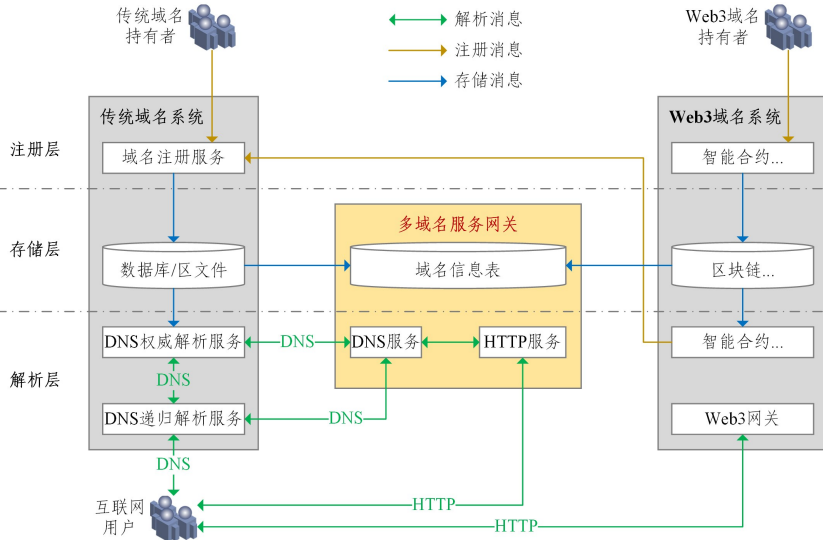 传统域名
持有者
解析消息
注册消息
存储消息
Web3域名
持有者
传统域名系统
Web3域名系统
注册层
域名注册服务
智能合约...
多域名服务网关
存储层
数据库/区文件
域名信息表
区块链...
DNS权威解析服务
DNS
DNS服务
HTTP服务
智能合约...
解析层
DNS
DNS递归解析服务
DNS
Web3网关
DNS
互联网
用户
HTTP
HTTP